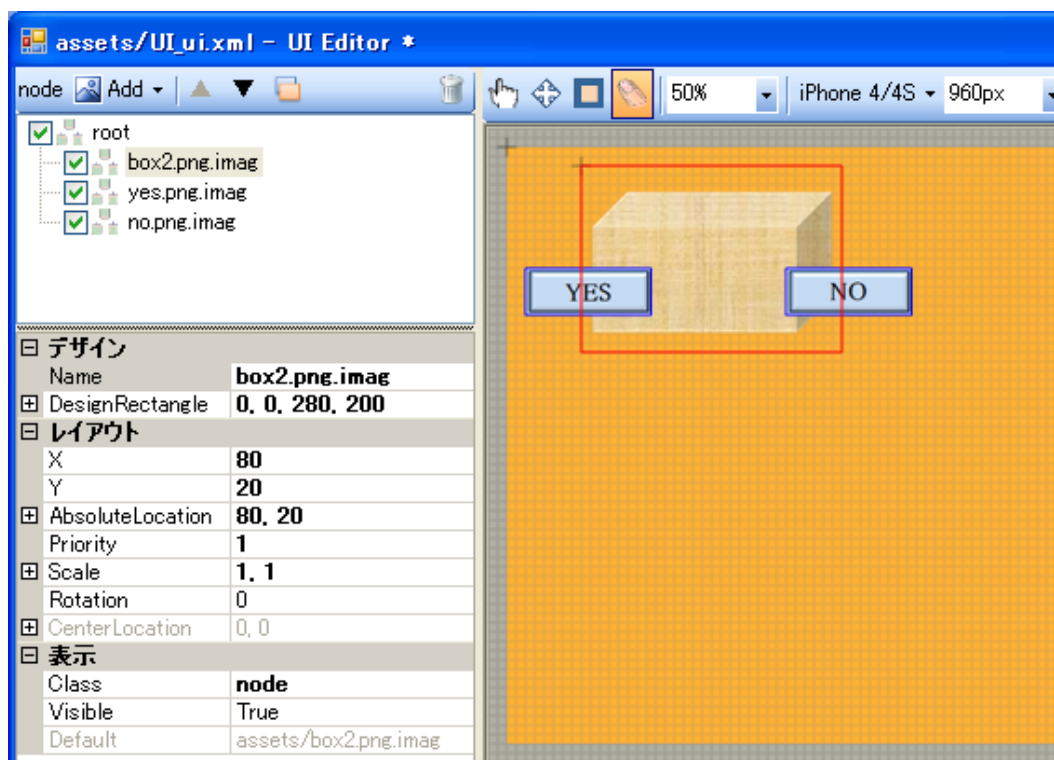 assets/UI_ui.xml - UI Editor *
node Add 50% iPhone 4/4S 960px
root
box2.png.imag
yes.png.imag
no.png.imag
YES NO
デザイン
Name box2.png.imag
DesignRectangle 0, 0, 280, 200
レイアウト
X 80
Y 20
AbsoluteLocation 80, 20
Priority 1
Scale 1, 1
Rotation 0
CenterLocation 0, 0
表示
Class node
Visible True
Default assets/box2.png.imag